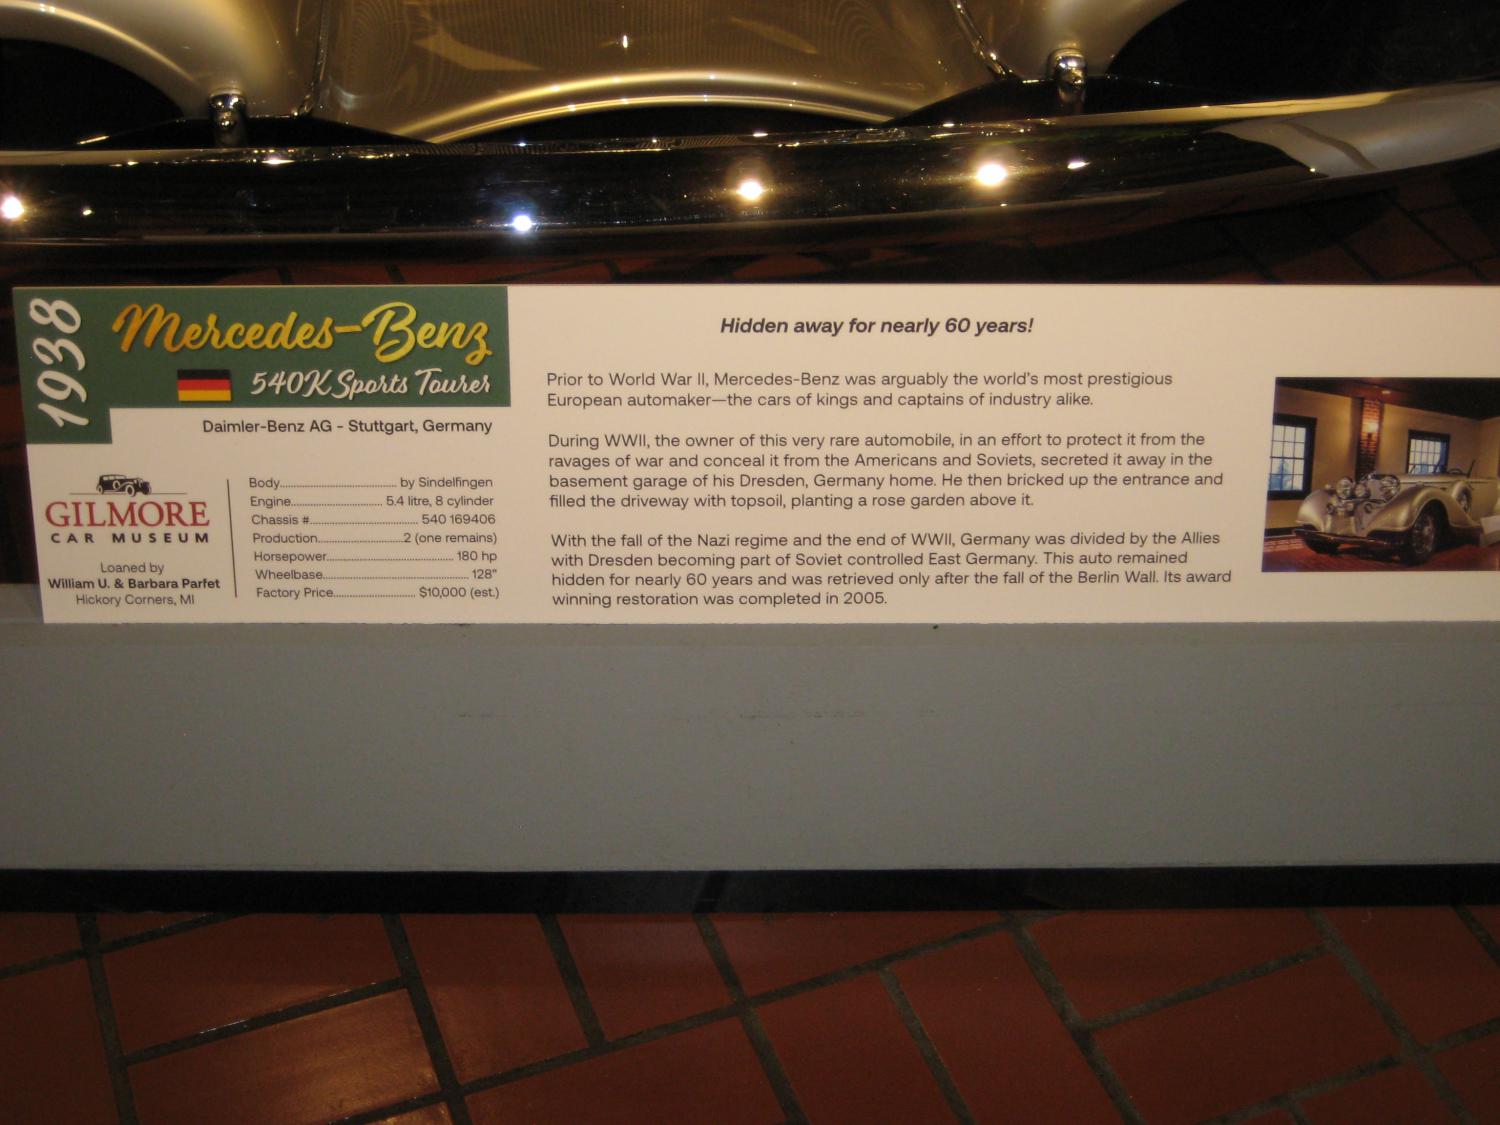 1938
Mercedes-Benz
540K Sports Tourer
Daimler-Benz AG - Stuttgart, Germany
GILMORE
CAR MUSEUM
Loaned by
William U. & Barbara Parfet
Hickory Corners, MI
Body.................................... by Sindelfingen
Engine............................ 5.4 litre, 8 cylinder
Chassis #.................................. 540 169406
Production...........................2 (one remains)
Horsepower........................................ 180 hp
Wheelbase............................................. 128"
Factory Price.......................... $10,000 (est.)
Hidden away for nearly 60 years!
Prior to World War II, Mercedes-Benz was arguably the world's most prestigious
European automaker—the cars of kings and captains of industry alike.
During WWII, the owner of this very rare automobile, in an effort to protect it from the
ravages of war and conceal it from the Americans and Soviets, secreted it away in the
basement garage of his Dresden, Germany home. He then bricked up the entrance and
filled the driveway with topsoil, planting a rose garden above it.
With the fall of the Nazi regime and the end of WWII, Germany was divided by the Allies
with Dresden becoming part of Soviet controlled East Germany. This auto remained
hidden for nearly 60 years and was retrieved only after the fall of the Berlin Wall. Its award
winning restoration was completed in 2005.